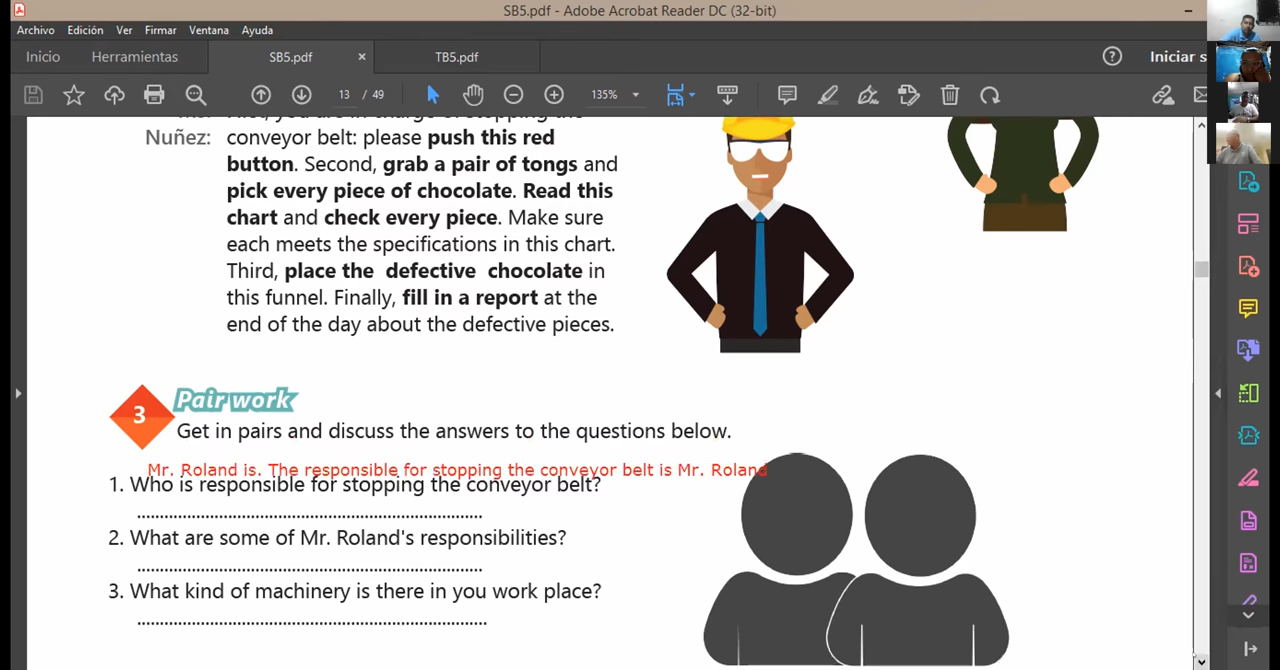 SB5.pdf - Adobe Acrobat Reader DC (32-bit)
Archivo Edición Ver Firmar Ventana Ayuda
Inicio Herramientas SB5.pdf × TB5.pdf Iniciar s
13 / 49 135%
conveyor belt: please push this red
Nuñez:
button. Second, grab a pair of tongs and
pick every piece of chocolate. Read this
chart and check every piece. Make sure
each meets the specifications in this chart.
Third, place the defective chocolate in
this funnel. Finally, fill in a report at the
end of the day about the defective pieces.
3 Pair work
Get in pairs and discuss the answers to the questions below.
Mr. Roland is. The responsible for stopping the conveyor belt is Mr. Roland
1. Who is responsible for stopping the conveyor belt?
2. What are some of Mr. Roland's responsibilities?
3. What kind of machinery is there in you work place?